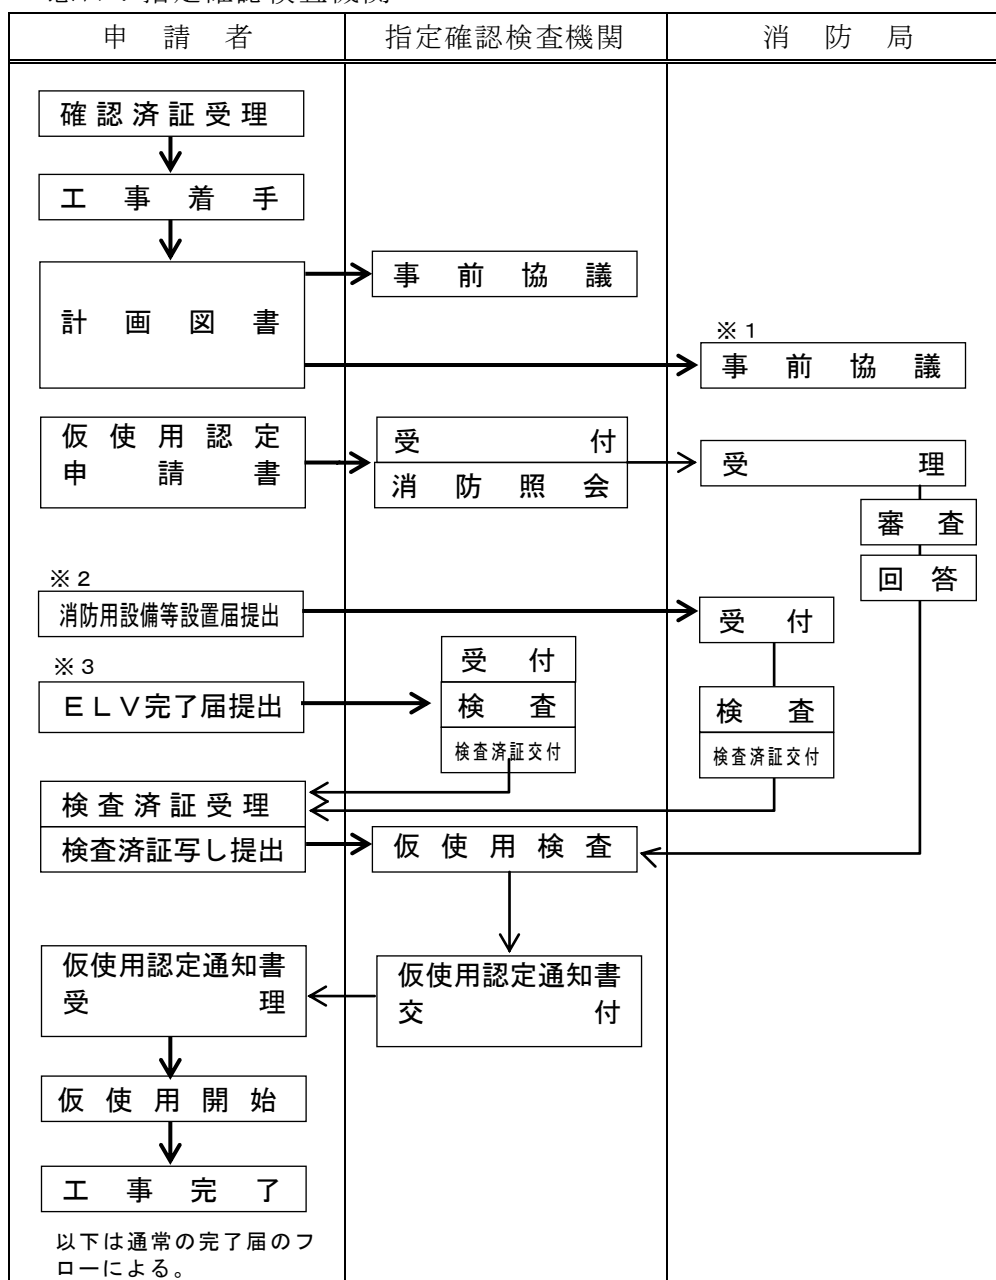 指定確認検査機関
申請者 指定確認検査機関 消防局
確認済証受理
工事着手
計画図書
事前協議
※1
事前協議
仮使用認定
申請書
受付
消防照会
受理
審査
回答
※2
消防用設備等設置届提出
受付
※3
ELV完了届提出
受付
検査
検査済証交付
検査
検査済証交付
検査済証受理
検査済証写し提出
仮使用検査
仮使用認定通知書
受理
仮使用認定通知書
交付
仮使用開始
工事完了
以下は通常の完了届のフ
ローによる。